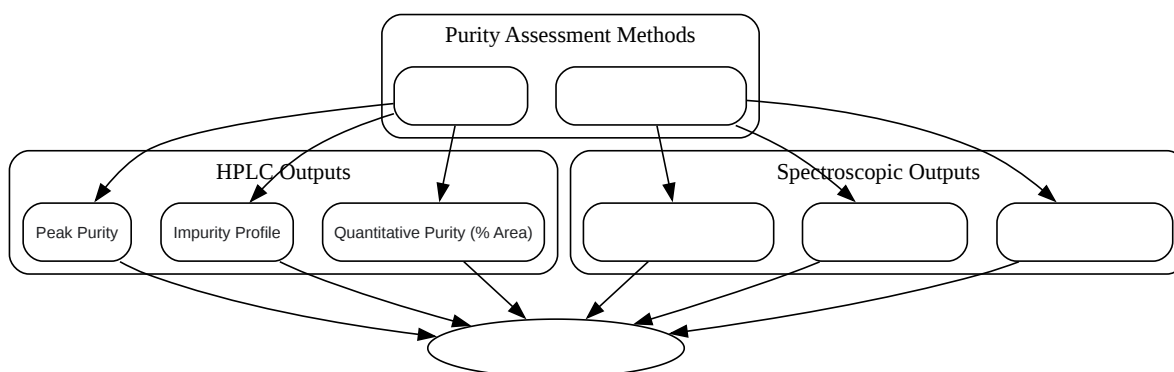 Purity Assessment Methods
HPLC Outputs
Spectroscopic Outputs
Peak Purity
Impurity Profile
Quantitative Purity (% Area)